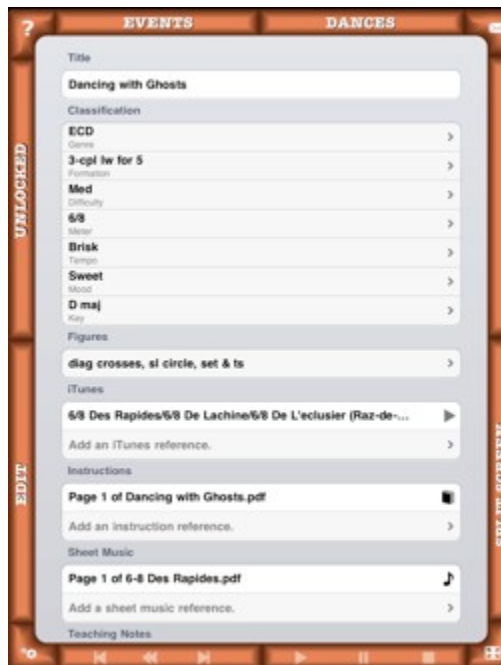 ?
EVENTS
DANCES
UNLOCKED
EDIT
SPLIT SCREEN
Title
Dancing with Ghosts
Classification
ECD
Genre
3-cpl lw for 5
Formation
Med
Difficulty
6/8
Meter
Brisk
Tempo
Sweet
Mood
D maj
Key
Figures
diag crosses, sl circle, set & ts
iTunes
6/8 Des Rapides/6/8 De Lachine/6/8 De L'eclusier (Raz-de-...
Add an iTunes reference.
Instructions
Page 1 of Dancing with Ghosts.pdf
Add an instruction reference.
Sheet Music
Page 1 of 6-8 Des Rapides.pdf
Add a sheet music reference.
Teaching Notes